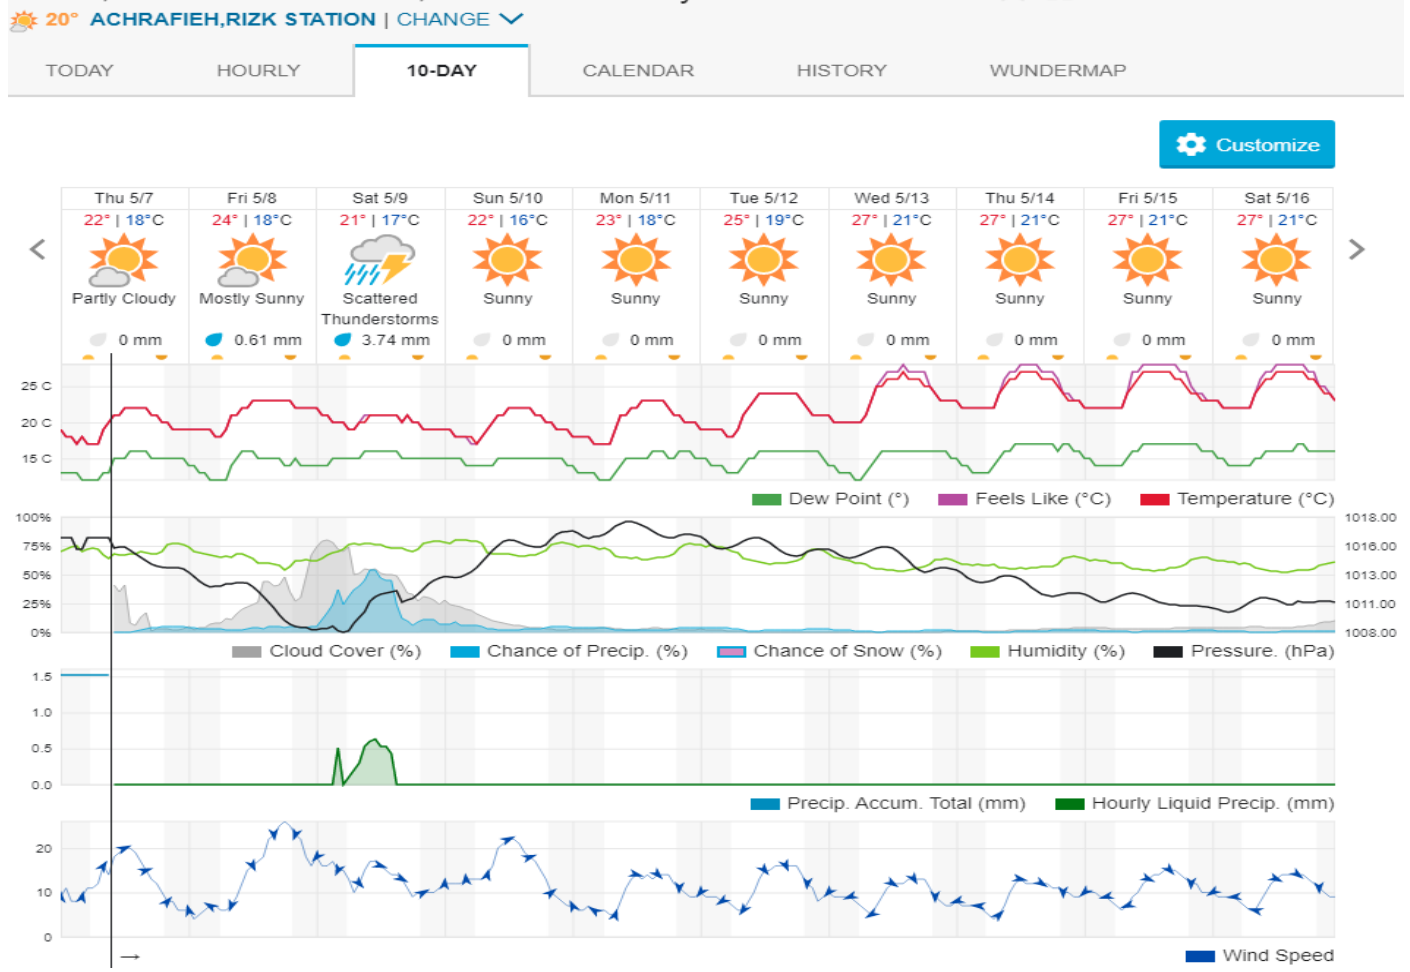 20° ACHRAFIEH,RIZK STATION | CHANGE
TODAY HOURLY 10-DAY CALENDAR HISTORY WUNDERMAP
Customize
Thu 5/7 Fri 5/8 Sat 5/9 Sun 5/10 Mon 5/11 Tue 5/12 Wed 5/13 Thu 5/14 Fri 5/15 Sat 5/16
22° | 18°C 24° | 18°C 21° | 17°C 22° | 16°C 23° | 18°C 25° | 19°C 27° | 21°C 27° | 21°C 27° | 21°C 27° | 21°C
Partly Cloudy Mostly Sunny Scattered Sunny Sunny Sunny Sunny Sunny Sunny Sunny
Thunderstorms
0 mm 0.61 mm 3.74 mm 0 mm 0 mm 0 mm 0 mm 0 mm 0 mm 0 mm
25 C
20 C
15 C
Dew Point (°) Feels Like (°C) Temperature (°C)
100% 1018.00
75% 1016.00
50% 1013.00
25% 1011.00
0% 1008.00
Cloud Cover (%) Chance of Precip. (%) Chance of Snow (%) Humidity (%) Pressure. (hPa)
1.5
1.0
0.5
0.0
Precip. Accum. Total (mm) Hourly Liquid Precip. (mm)
20
10
0
Wind Speed